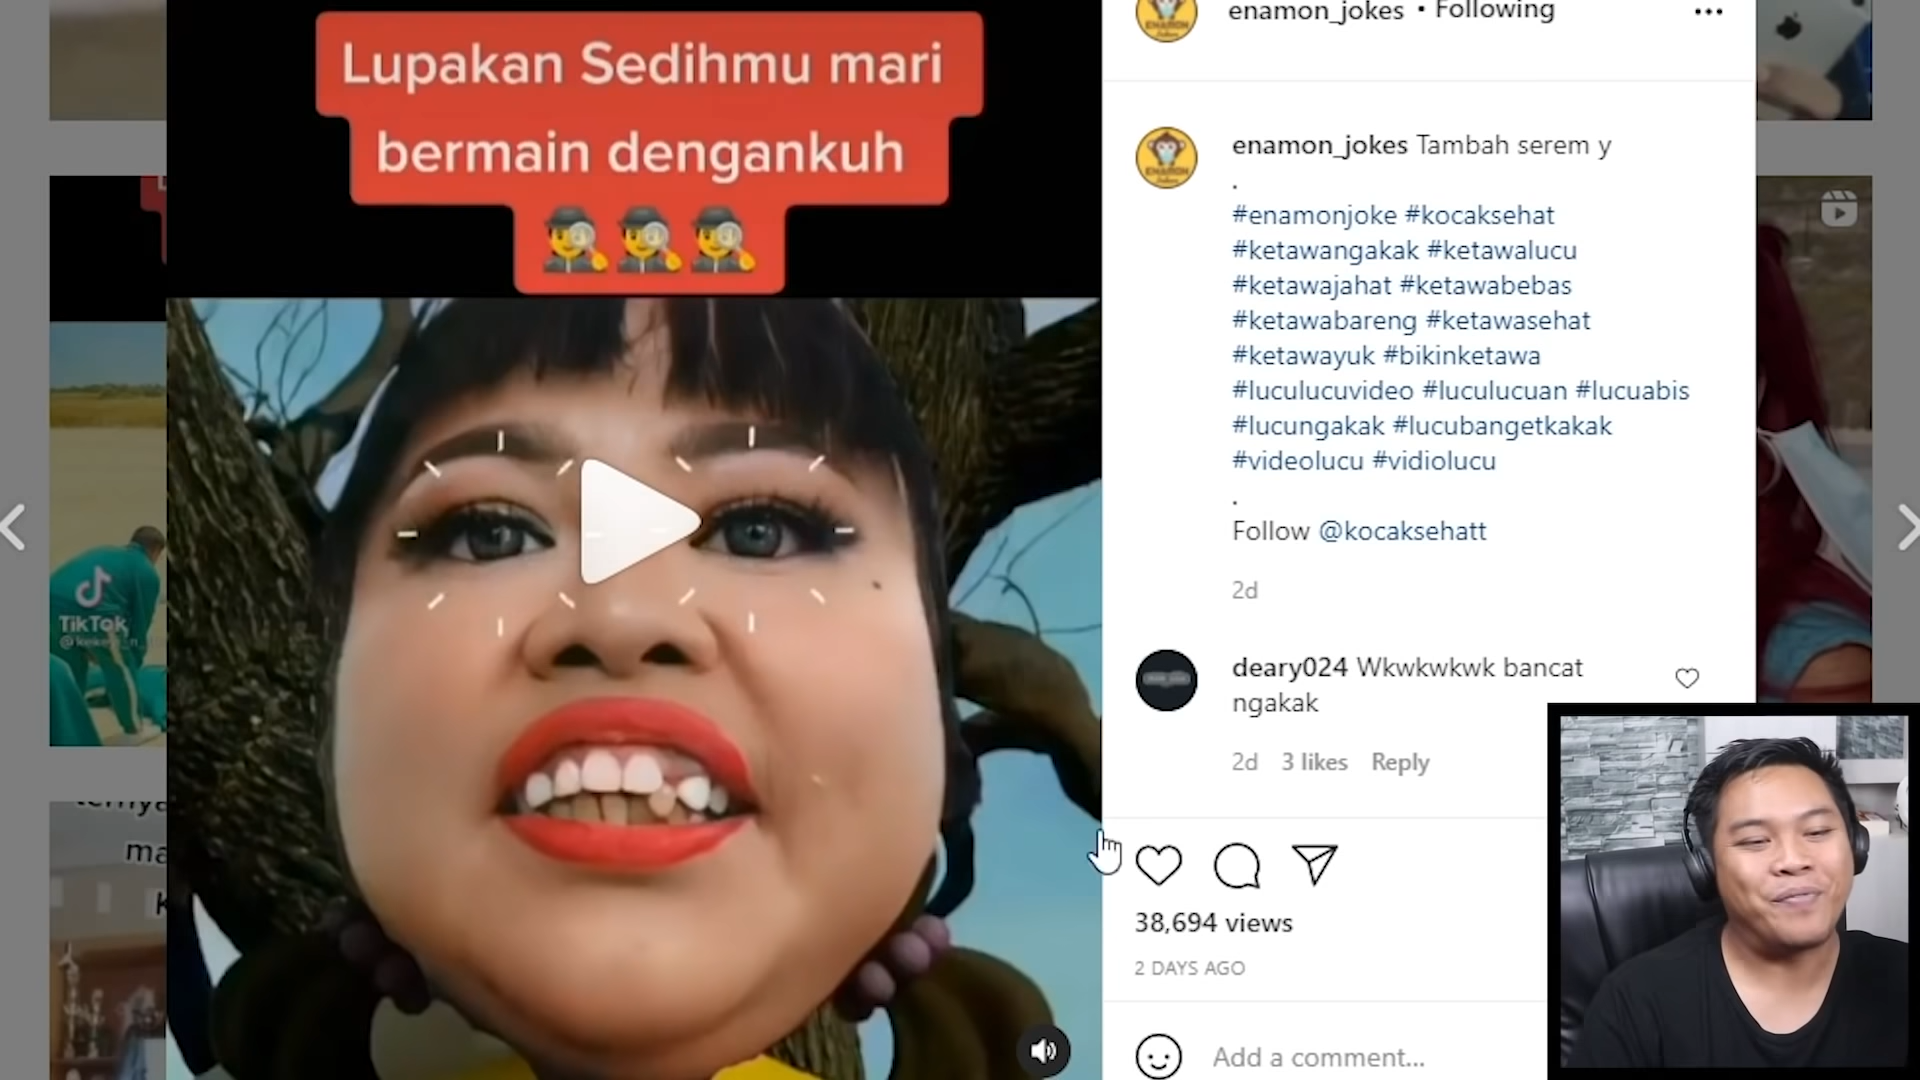 Lupakan Sedihmu mari
bermain dengankuh
enamon_jokes • Following
enamon_jokes Tambah serem y
.
#enamonjoke #kocaksehat
#ketawangakak #ketawalucu
#ketawajahat #ketawabebas
#ketawabareng #ketawasehat
#ketawayuk #bikinketawa
#luculucuvideo #luculucuan #lucuabis
#lucungakak #lucubangetkakak
#videolucu #vidiolucu
.
Follow @kocaksehatt
2d
deary024 Wkwkwkwk bancat
ngakak
2d 3 likes Reply
38,694 views
2 DAYS AGO
Add a comment...
TikTok